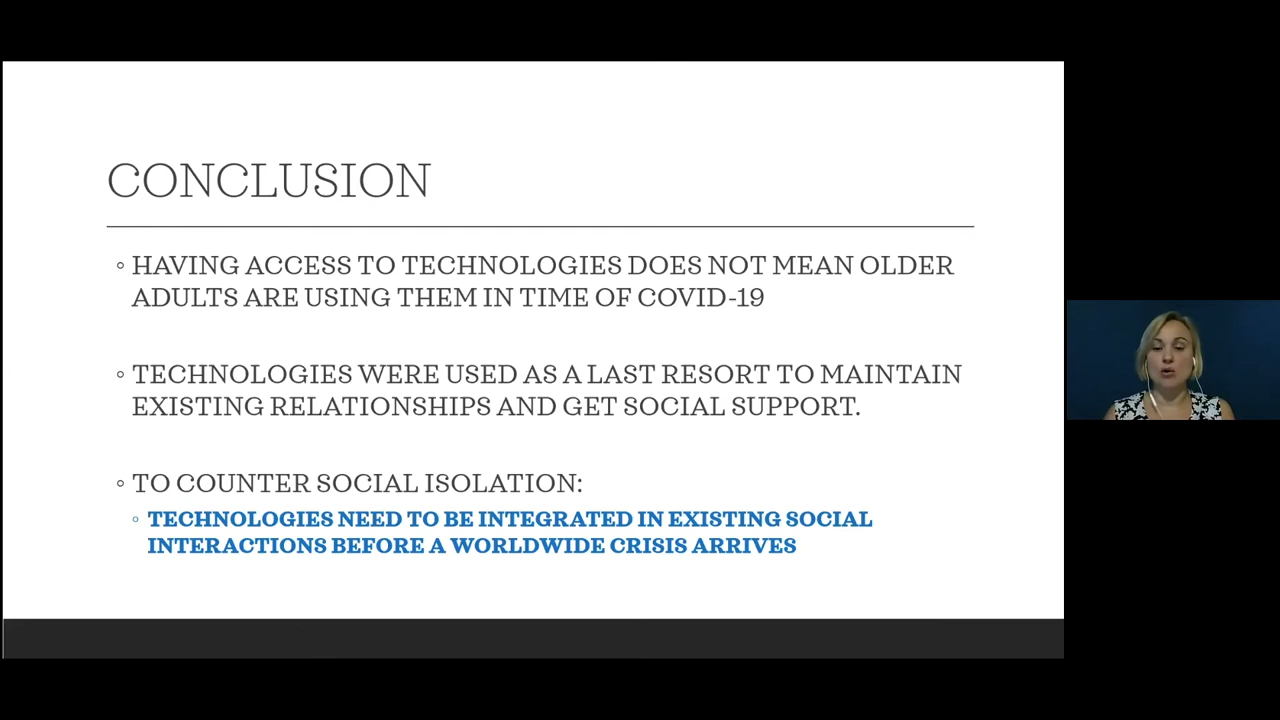 CONCLUSION
◦ HAVING ACCESS TO TECHNOLOGIES DOES NOT MEAN OLDER
ADULTS ARE USING THEM IN TIME OF COVID-19
◦ TECHNOLOGIES WERE USED AS A LAST RESORT TO MAINTAIN
EXISTING RELATIONSHIPS AND GET SOCIAL SUPPORT.
◦ TO COUNTER SOCIAL ISOLATION:
◦ TECHNOLOGIES NEED TO BE INTEGRATED IN EXISTING SOCIAL
INTERACTIONS BEFORE A WORLDWIDE CRISIS ARRIVES